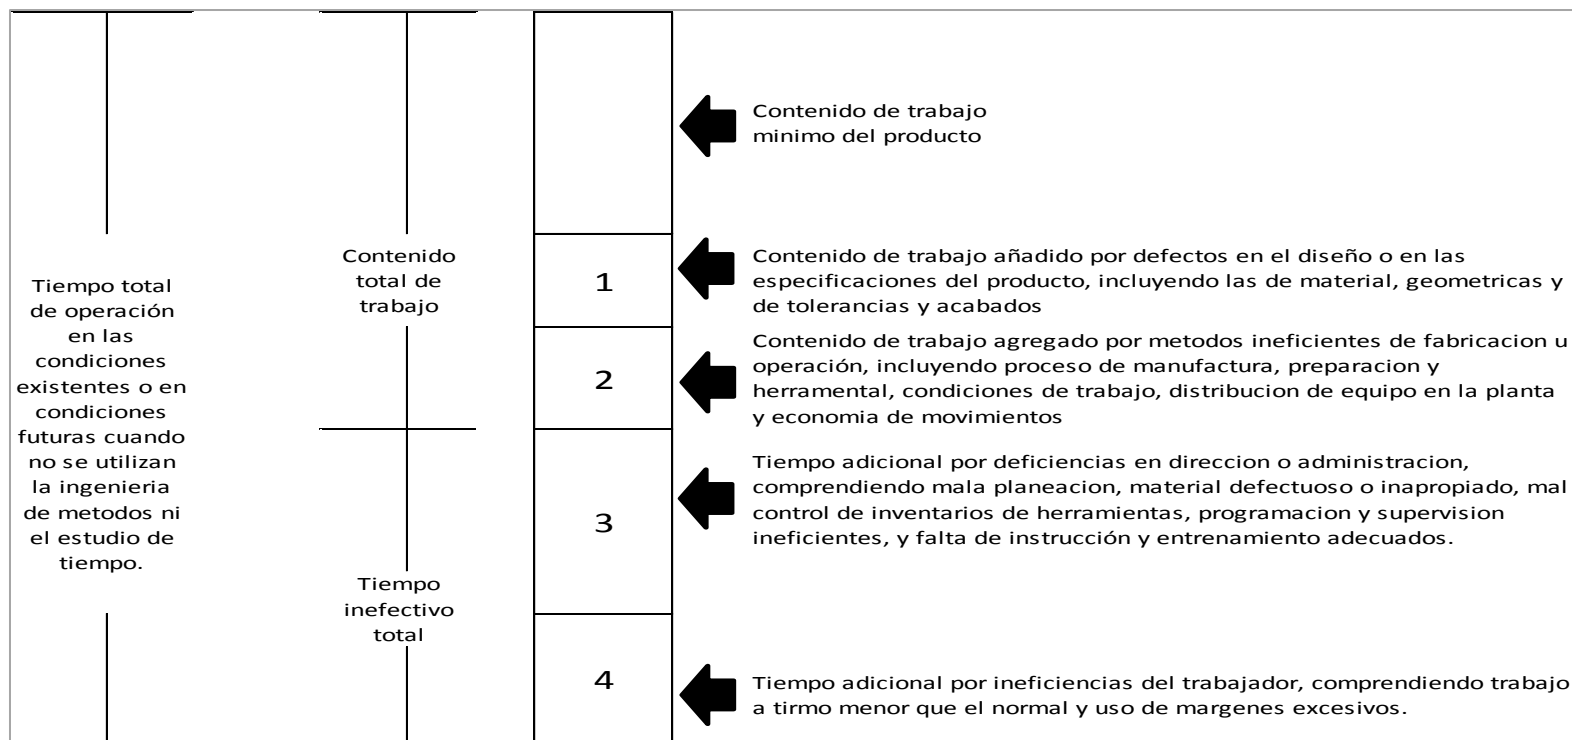 Tiempo total
de operación
en las
condiciones
existentes o en
condiciones
futuras cuando
no se utilizan
la ingenieria
de metodos ni
el estudio de
tiempo.
Contenido
total de
trabajo
Tiempo
inefectivo
total
Contenido de trabajo
minimo del producto
1
Contenido de trabajo añadido por defectos en el diseño o en las
especificaciones del producto, incluyendo las de material, geometricas y
de tolerancias y acabados
2
Contenido de trabajo agregado por metodos ineficientes de fabricacion u
operación, incluyendo proceso de manufactura, preparacion y
herramental, condiciones de trabajo, distribucion de equipo en la planta
y economia de movimientos
3
Tiempo adicional por deficiencias en direccion o administracion,
comprendiendo mala planeacion, material defectuoso o inapropiado, mal
control de inventarios de herramientas, programacion y supervision
ineficientes, y falta de instrucción y entrenamiento adecuados.
4
Tiempo adicional por ineficiencias del trabajador, comprendiendo trabajo
a tirmo menor que el normal y uso de margenes excesivos.